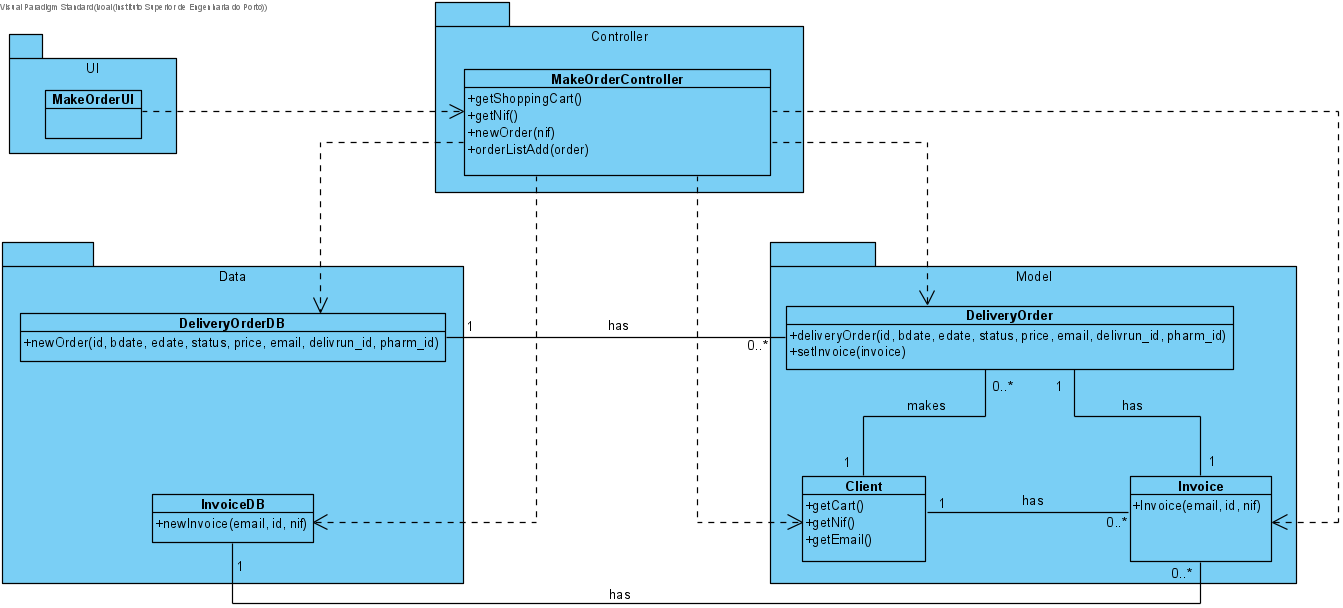 Visual Paradigm Standard(Joal(Instituto Superior de Engenharia do Porto))
Controller
MakeOrderController
+getShoppingCart()
+getNif()
+newOrder(nif)
+orderListAdd(order)
UI
MakeOrderUI
Data
DeliveryOrderDB
+newOrder(id, bdate, edate, status, price, email, delivrun_id, pharm_id)
1
has
0..*
Model
DeliveryOrder
+deliveryOrder(id, bdate, edate, status, price, email, delivrun_id, pharm_id)
+setInvoice(invoice)
0..*
1
makes
has
1
1
InvoiceDB
+newInvoice(email, id, nif)
Client
+getCart()
+getNif()
+getEmail()
1
has
0..*
Invoice
+Invoice(email, id, nif)
1
0..*
has